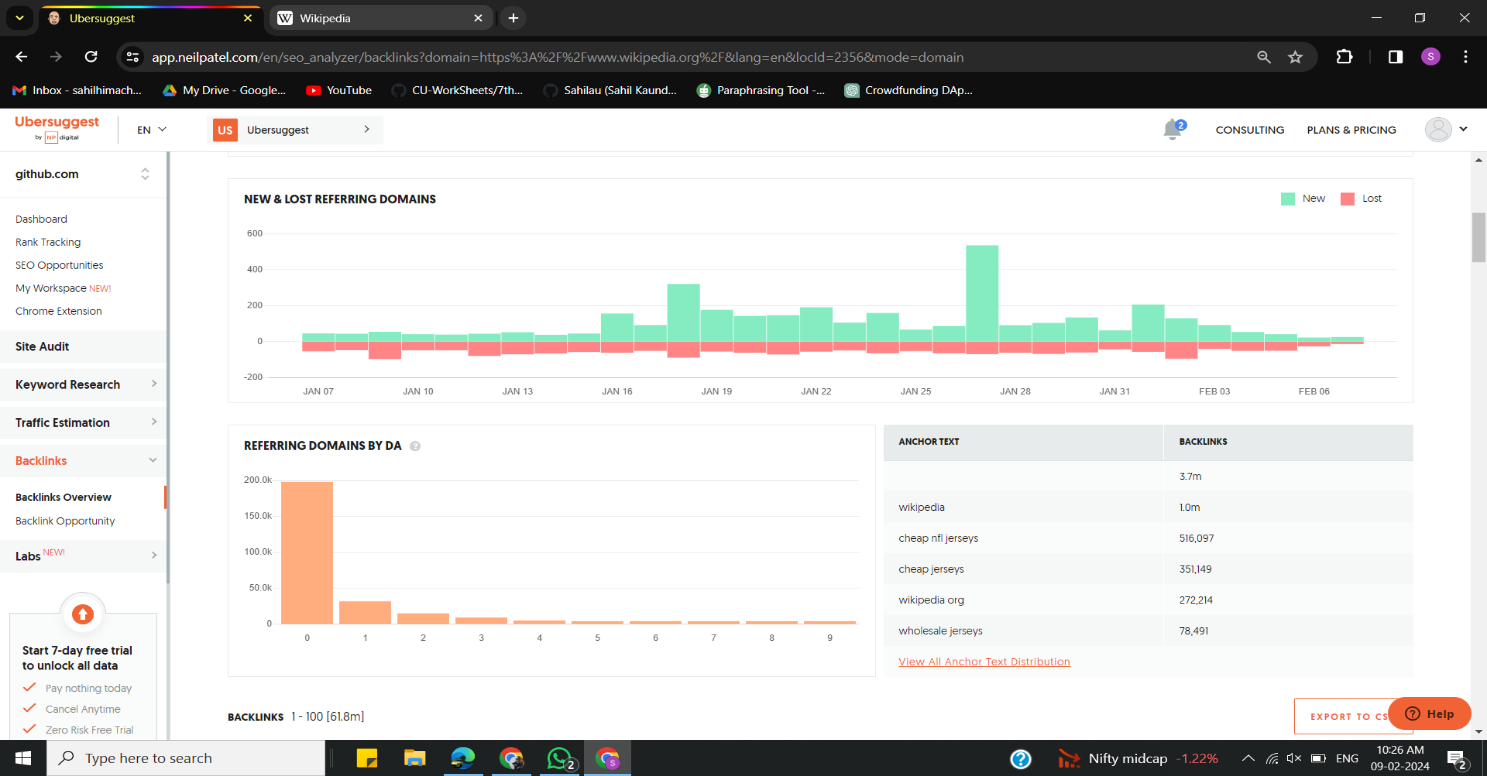 Ubersuggest
Wikipedia
app.neilpatel.com/en/seo_analyzer/backlinks?domain=https%3A%2F%2Fwww.wikipedia.org%2F&lang=en&locId=2356&mode=domain
S
Inbox - sahilhimach...
My Drive - Google...
YouTube
CU-WorkSheets/7th...
Sahilau (Sahil Kaund...
Paraphrasing Tool -...
Crowdfunding DAp...
Ubersuggest
by NP digital
EN
US Ubersuggest
2
CONSULTING
PLANS & PRICING
github.com
Dashboard
Rank Tracking
SEO Opportunities
My Workspace NEW!
Chrome Extension
Site Audit
Keyword Research
Traffic Estimation
Backlinks
Backlinks Overview
Backlink Opportunity
Labs NEW!
Start 7-day free trial
to unlock all data
Pay nothing today
Cancel Anytime
Zero Risk Free Trial
NEW & LOST REFERRING DOMAINS
New Lost
600
400
200
0
-200
JAN 07 JAN 10 JAN 13 JAN 16 JAN 19 JAN 22 JAN 25 JAN 28 JAN 31 FEB 03 FEB 06
REFERRING DOMAINS BY DA ?
200.0k
150.0k
100.0k
50.0k
0
0 1 2 3 4 5 6 7 8 9
ANCHOR TEXT BACKLINKS
3.7m
wikipedia 1.0m
cheap nfl jerseys 516,097
cheap jerseys 351,149
wikipedia org 272,214
wholesale jerseys 78,491
View All Anchor Text Distribution
BACKLINKS 1 - 100 [61.8m]
EXPORT TO CS
? Help
Type here to search
2
S
?
Nifty midcap -1.22%
ENG
10:26 AM
09-02-2024
2